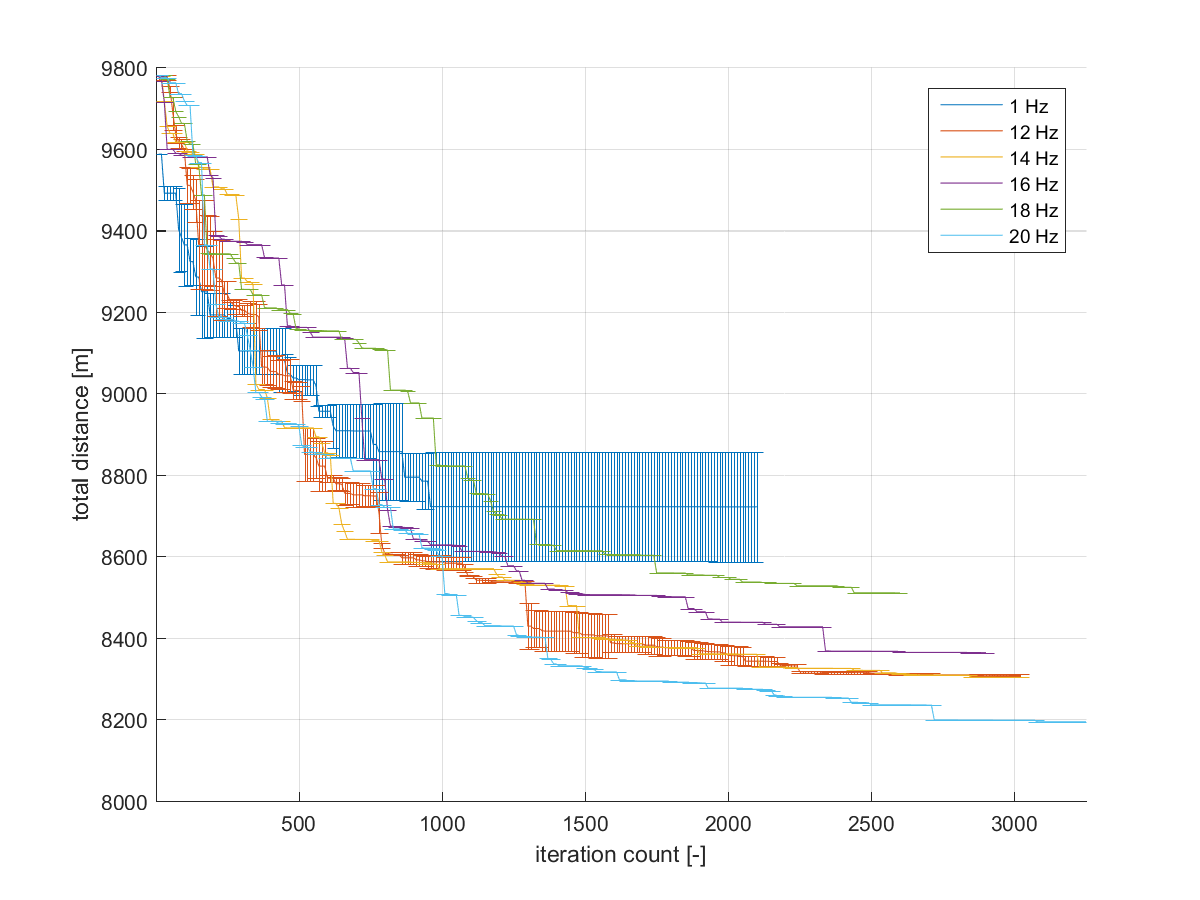 9800
9600
9400
9200
9000
8800
8600
8400
8200
8000
total distance [m]
500
1000
1500
2000
2500
3000
iteration count [-]
1 Hz
12 Hz
14 Hz
16 Hz
18 Hz
20 Hz